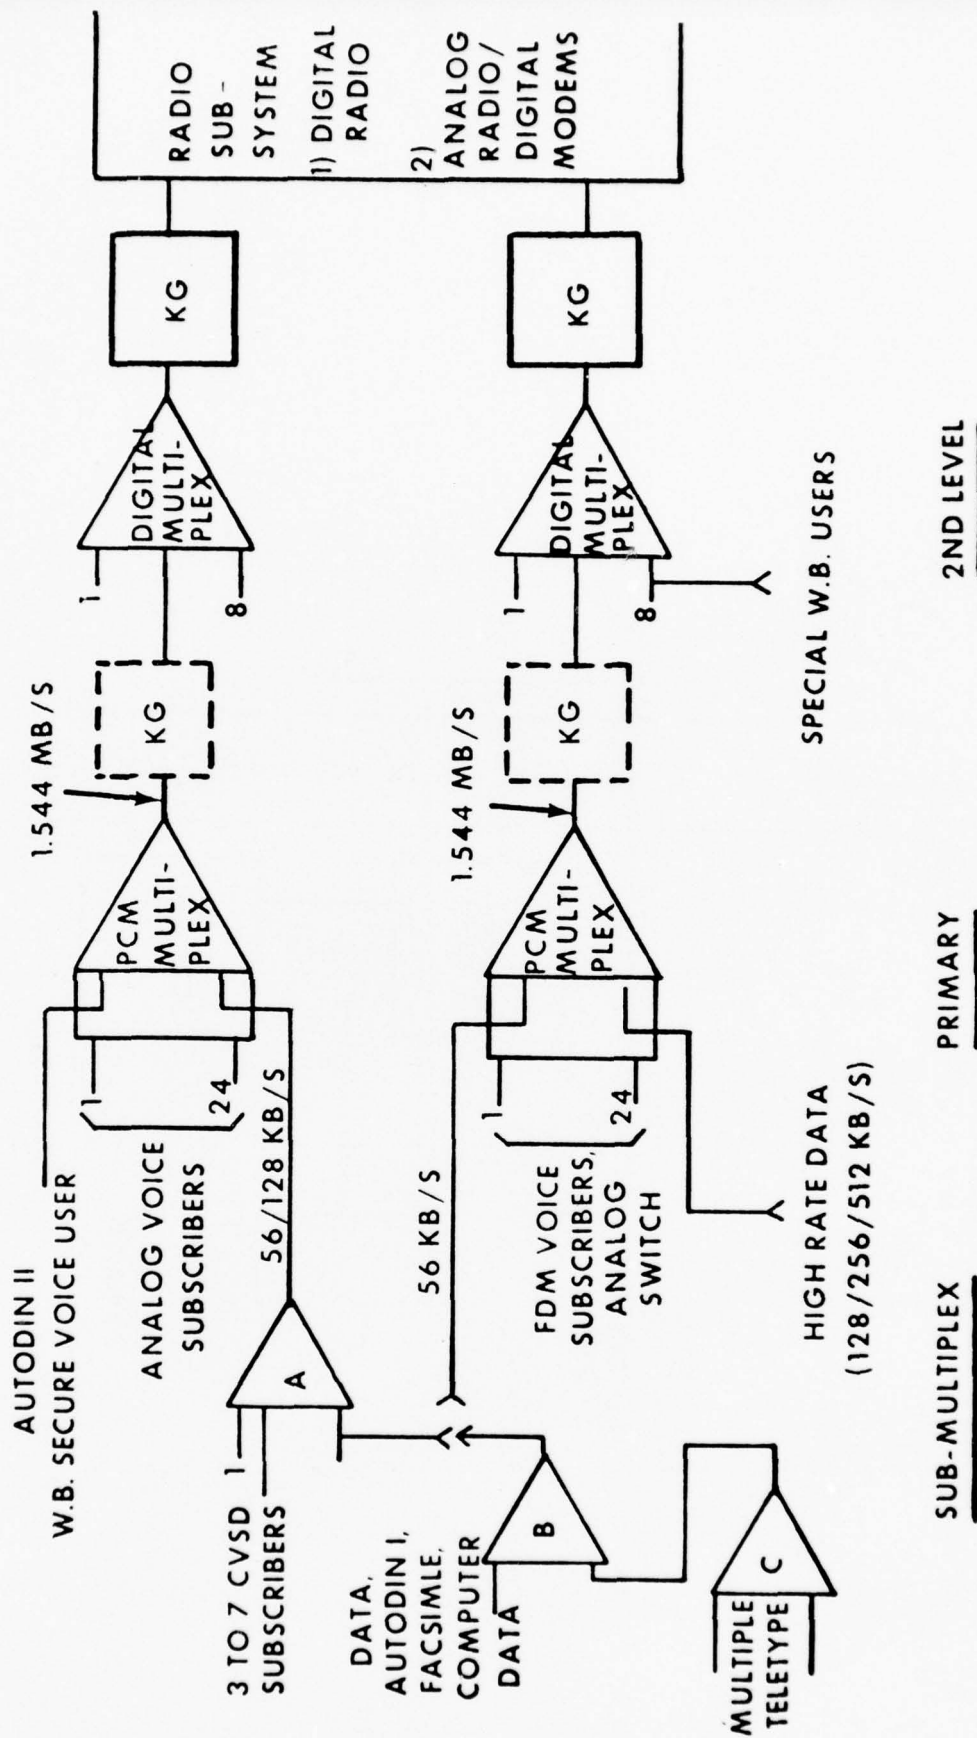 AUTODIN II
W.B. SECURE VOICE USER
1
24
ANALOG VOICE
SUBSCRIBERS
3 TO 7 CVSD
SUBSCRIBERS
1
A
56/128 KB/S
PCM
MULTI-
PLEX
1.544 MB/S
KG
1
8
DIGITAL
MULTI-
PLEX
KG
RADIO
SUB-
SYSTEM
1) DIGITAL
RADIO
2)
ANALOG
RADIO/
DIGITAL
MODEMS
DATA,
AUTODIN I,
FACSIMLE,
COMPUTER
DATA
B
56 KB/S
1
24
FDM VOICE
SUBSCRIBERS,
ANALOG
SWITCH
PCM
MULTI-
PLEX
1.544 MB/S
KG
1
8
DIGITAL
MULTI-
PLEX
KG
MULTIPLE
TELETYPE
C
HIGH RATE DATA
(128/256/512 KB/S)
SPECIAL W.B. USERS
SUB-MULTIPLEX
PRIMARY
2ND LEVEL